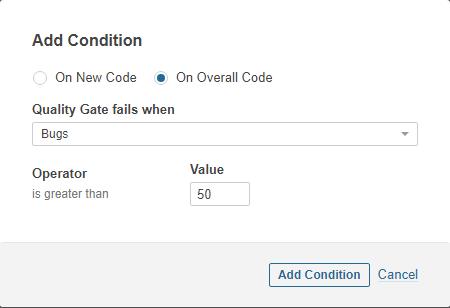 Add Condition
On New Code On Overall Code
Quality Gate fails when
Bugs
Operator Value
is greater than 50
Add Condition Cancel